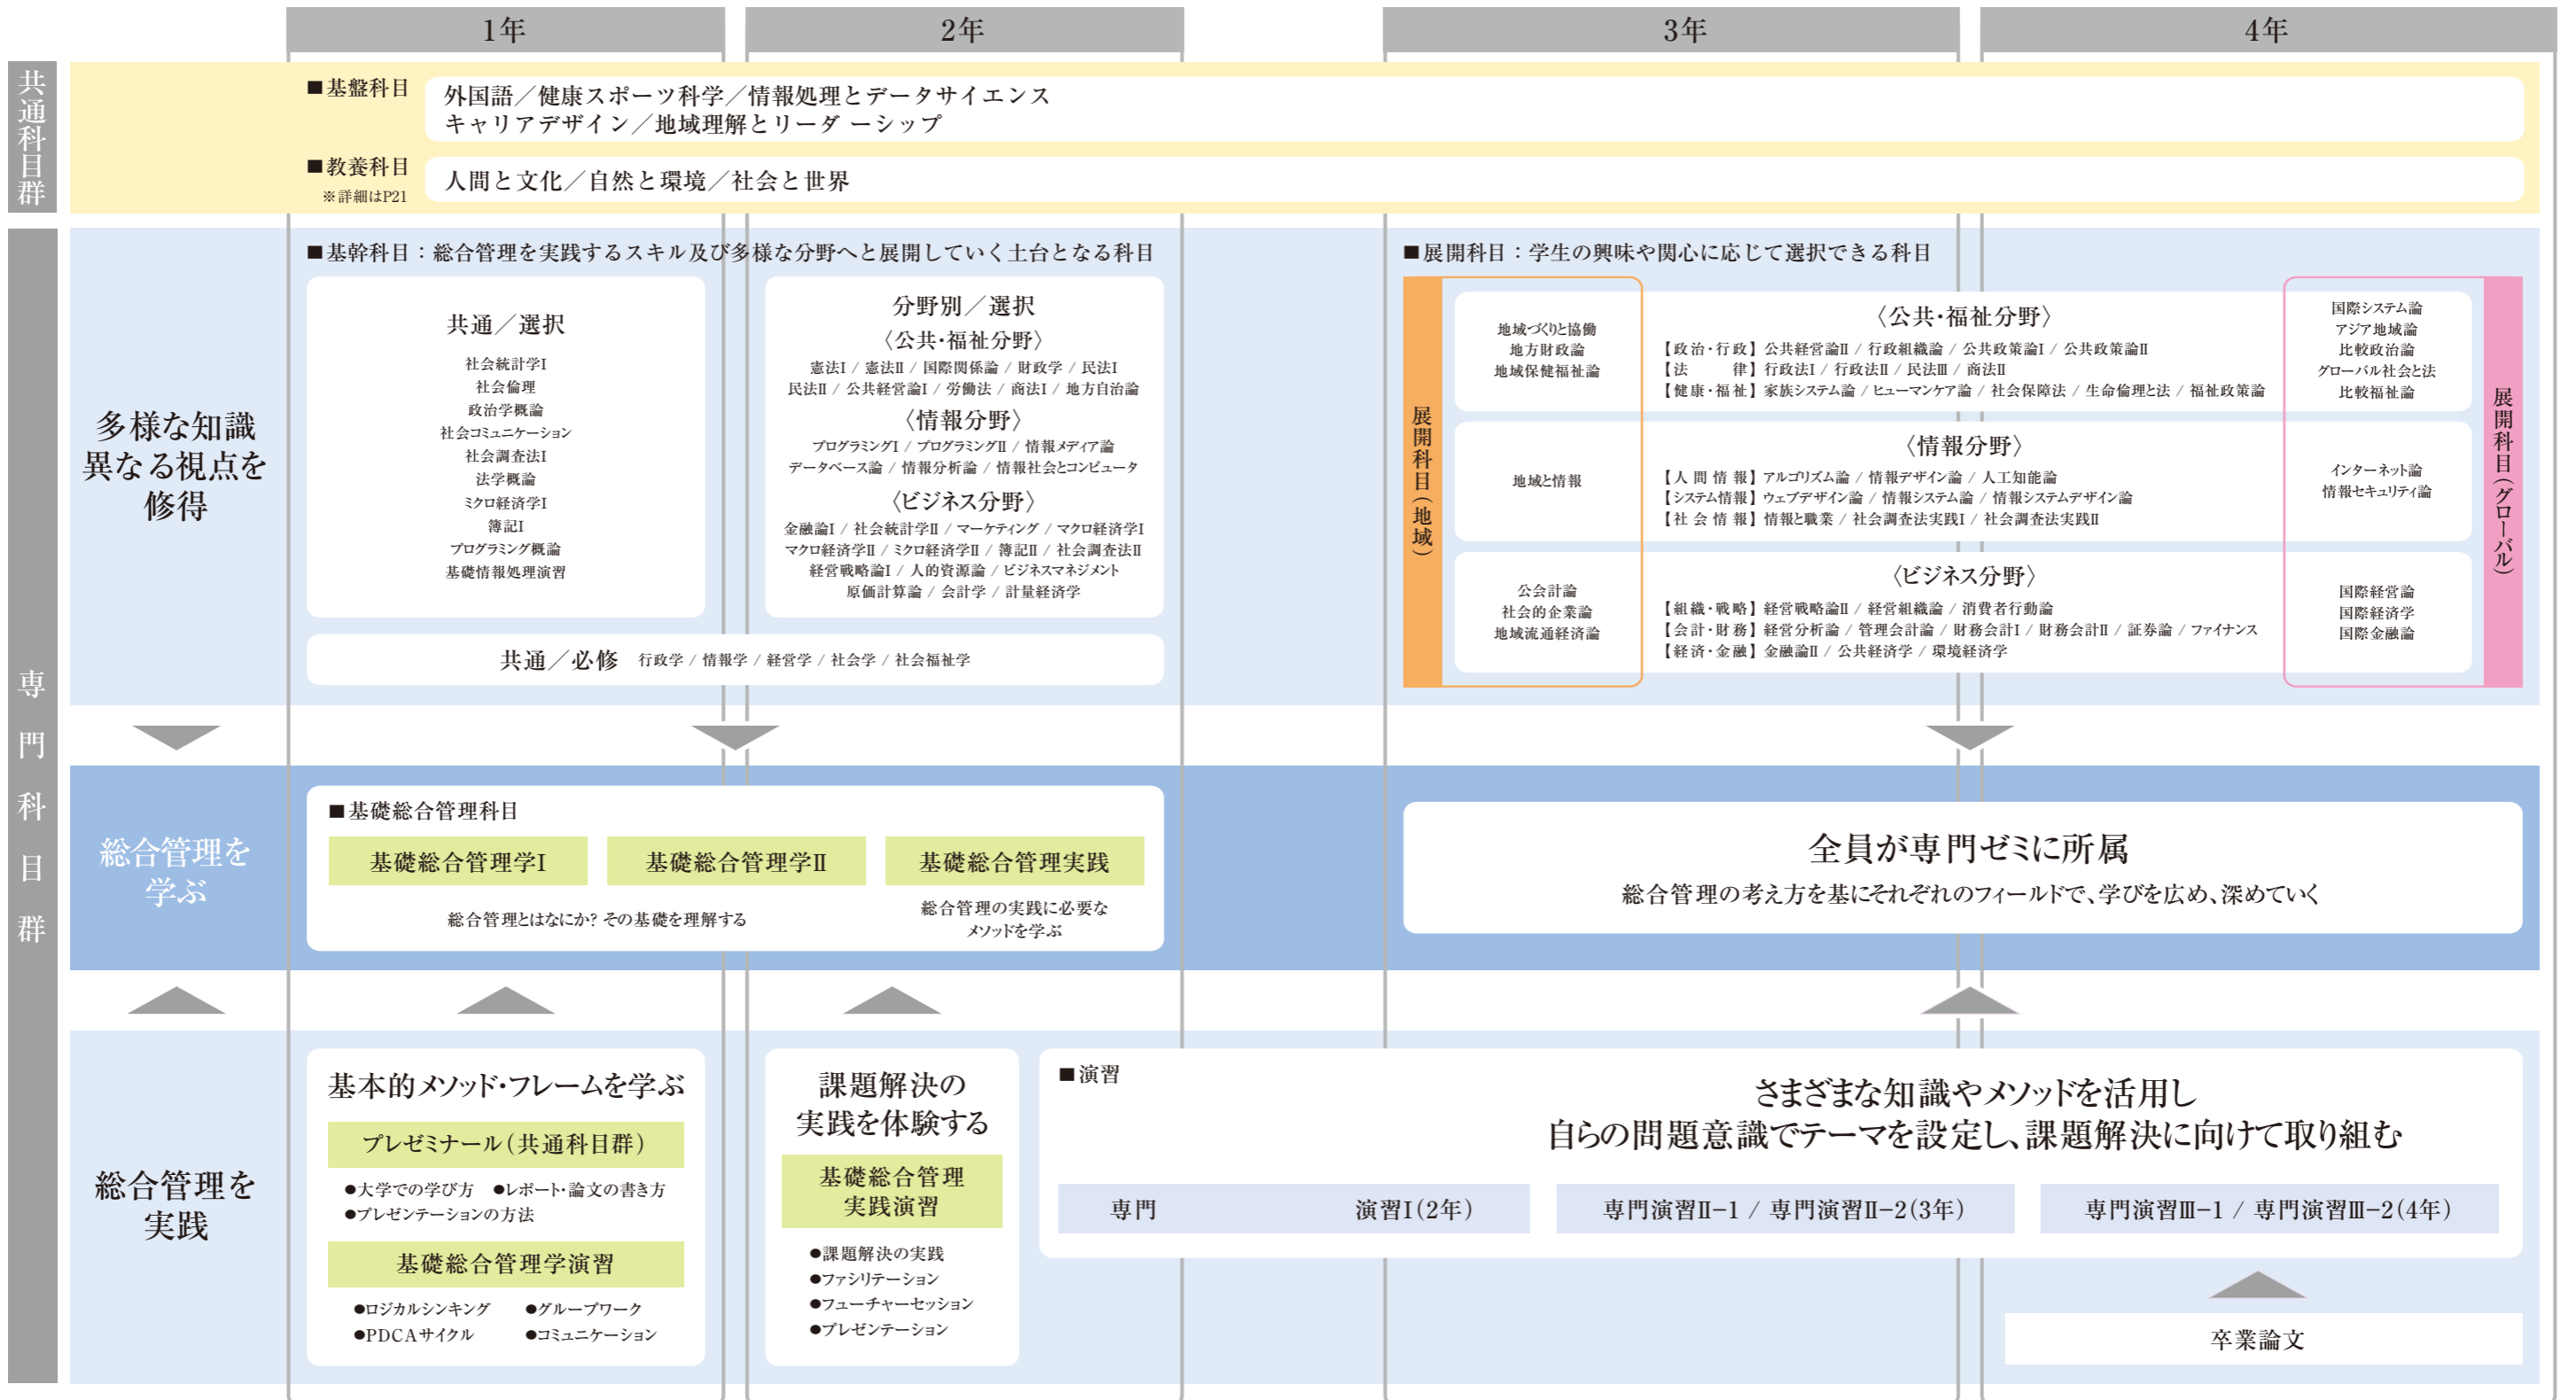 1年
2年
3年
4年
共通科目群
■基盤科目
外国語／健康スポーツ科学／情報処理とデータサイエンス
キャリアデザイン／地域理解とリーダーシップ
■教養科目
※詳細はP21
人間と文化／自然と環境／社会と世界
専門科目群
多様な知識
異なる視点を
修得
■基幹科目：総合管理を実践するスキル及び多様な分野へと展開していく土台となる科目
共通／選択
社会統計学Ⅰ
社会倫理
政治学概論
社会コミュニケーション
社会調査法Ⅰ
法学概論
ミクロ経済学Ⅰ
簿記Ⅰ
プログラミング概論
基礎情報処理演習
分野別／選択
〈公共・福祉分野〉
憲法Ⅰ / 憲法Ⅱ / 国際関係論 / 財政学 / 民法Ⅰ
民法Ⅱ / 公共経営論Ⅰ / 労働法 / 商法Ⅰ / 地方自治論
〈情報分野〉
プログラミングⅠ / プログラミングⅡ / 情報メディア論
データベース論 / 情報分析論 / 情報社会とコンピュータ
〈ビジネス分野〉
金融論Ⅰ / 社会統計学Ⅱ / マーケティング / マクロ経済学Ⅰ
マクロ経済学Ⅱ / ミクロ経済学Ⅱ / 簿記Ⅱ / 社会調査法Ⅱ
経営戦略論Ⅰ / 人的資源論 / ビジネスマネジメント
原価計算論 / 会計学 / 計量経済学
共通／必修 行政学 / 情報学 / 経営学 / 社会学 / 社会福祉学
■展開科目：学生の興味や関心に応じて選択できる科目
展開科目（地域）
地域づくりと協働
地方財政論
地域保健福祉論
〈公共・福祉分野〉
【政治・行政】公共経営論Ⅱ / 行政組織論 / 公共政策論Ⅰ / 公共政策論Ⅱ
【法　　律】行政法Ⅰ / 行政法Ⅱ / 民法Ⅲ / 商法Ⅱ
【健康・福祉】家族システム論 / ヒューマンケア論 / 社会保障法 / 生命倫理と法 / 福祉政策論
国際システム論
アジア地域論
比較政治論
グローバル社会と法
比較福祉論
地域と情報
〈情報分野〉
【人間情報】アルゴリズム論 / 情報デザイン論 / 人工知能論
【システム情報】ウェブデザイン論 / 情報システム論 / 情報システムデザイン論
【社会情報】情報と職業 / 社会調査法実践Ⅰ / 社会調査法実践Ⅱ
インターネット論
情報セキュリティ論
公会計論
社会的企業論
地域流通経済論
〈ビジネス分野〉
【組織・戦略】経営戦略論Ⅱ / 経営組織論 / 消費者行動論
【会計・財務】経営分析論 / 管理会計論 / 財務会計Ⅰ / 財務会計Ⅱ / 証券論 / ファイナンス
【経済・金融】金融論Ⅱ / 公共経済学 / 環境経済学
国際経営論
国際経済学
国際金融論
展開科目（グローバル）
総合管理を
学ぶ
■基礎総合管理科目
基礎総合管理学Ⅰ
基礎総合管理学Ⅱ
基礎総合管理実践
総合管理とはなにか? その基礎を理解する
総合管理の実践に必要な
メソッドを学ぶ
全員が専門ゼミに所属
総合管理の考え方を基にそれぞれのフィールドで、学びを広め、深めていく
総合管理を
実践
基本的メソッド・フレームを学ぶ
プレゼミナール（共通科目群）
●大学での学び方 ●レポート・論文の書き方
●プレゼンテーションの方法
基礎総合管理学演習
●ロジカルシンキング ●グループワーク
●PDCAサイクル ●コミュニケーション
課題解決の
実践を体験する
基礎総合管理
実践演習
●課題解決の実践
●ファシリテーション
●フューチャーセッション
●プレゼンテーション
■演習
さまざまな知識やメソッドを活用し
自らの問題意識でテーマを設定し、課題解決に向けて取り組む
専門 演習Ⅰ（2年）
専門演習Ⅱ−1 / 専門演習Ⅱ−2（3年）
専門演習Ⅲ−1 / 専門演習Ⅲ−2（4年）
卒業論文